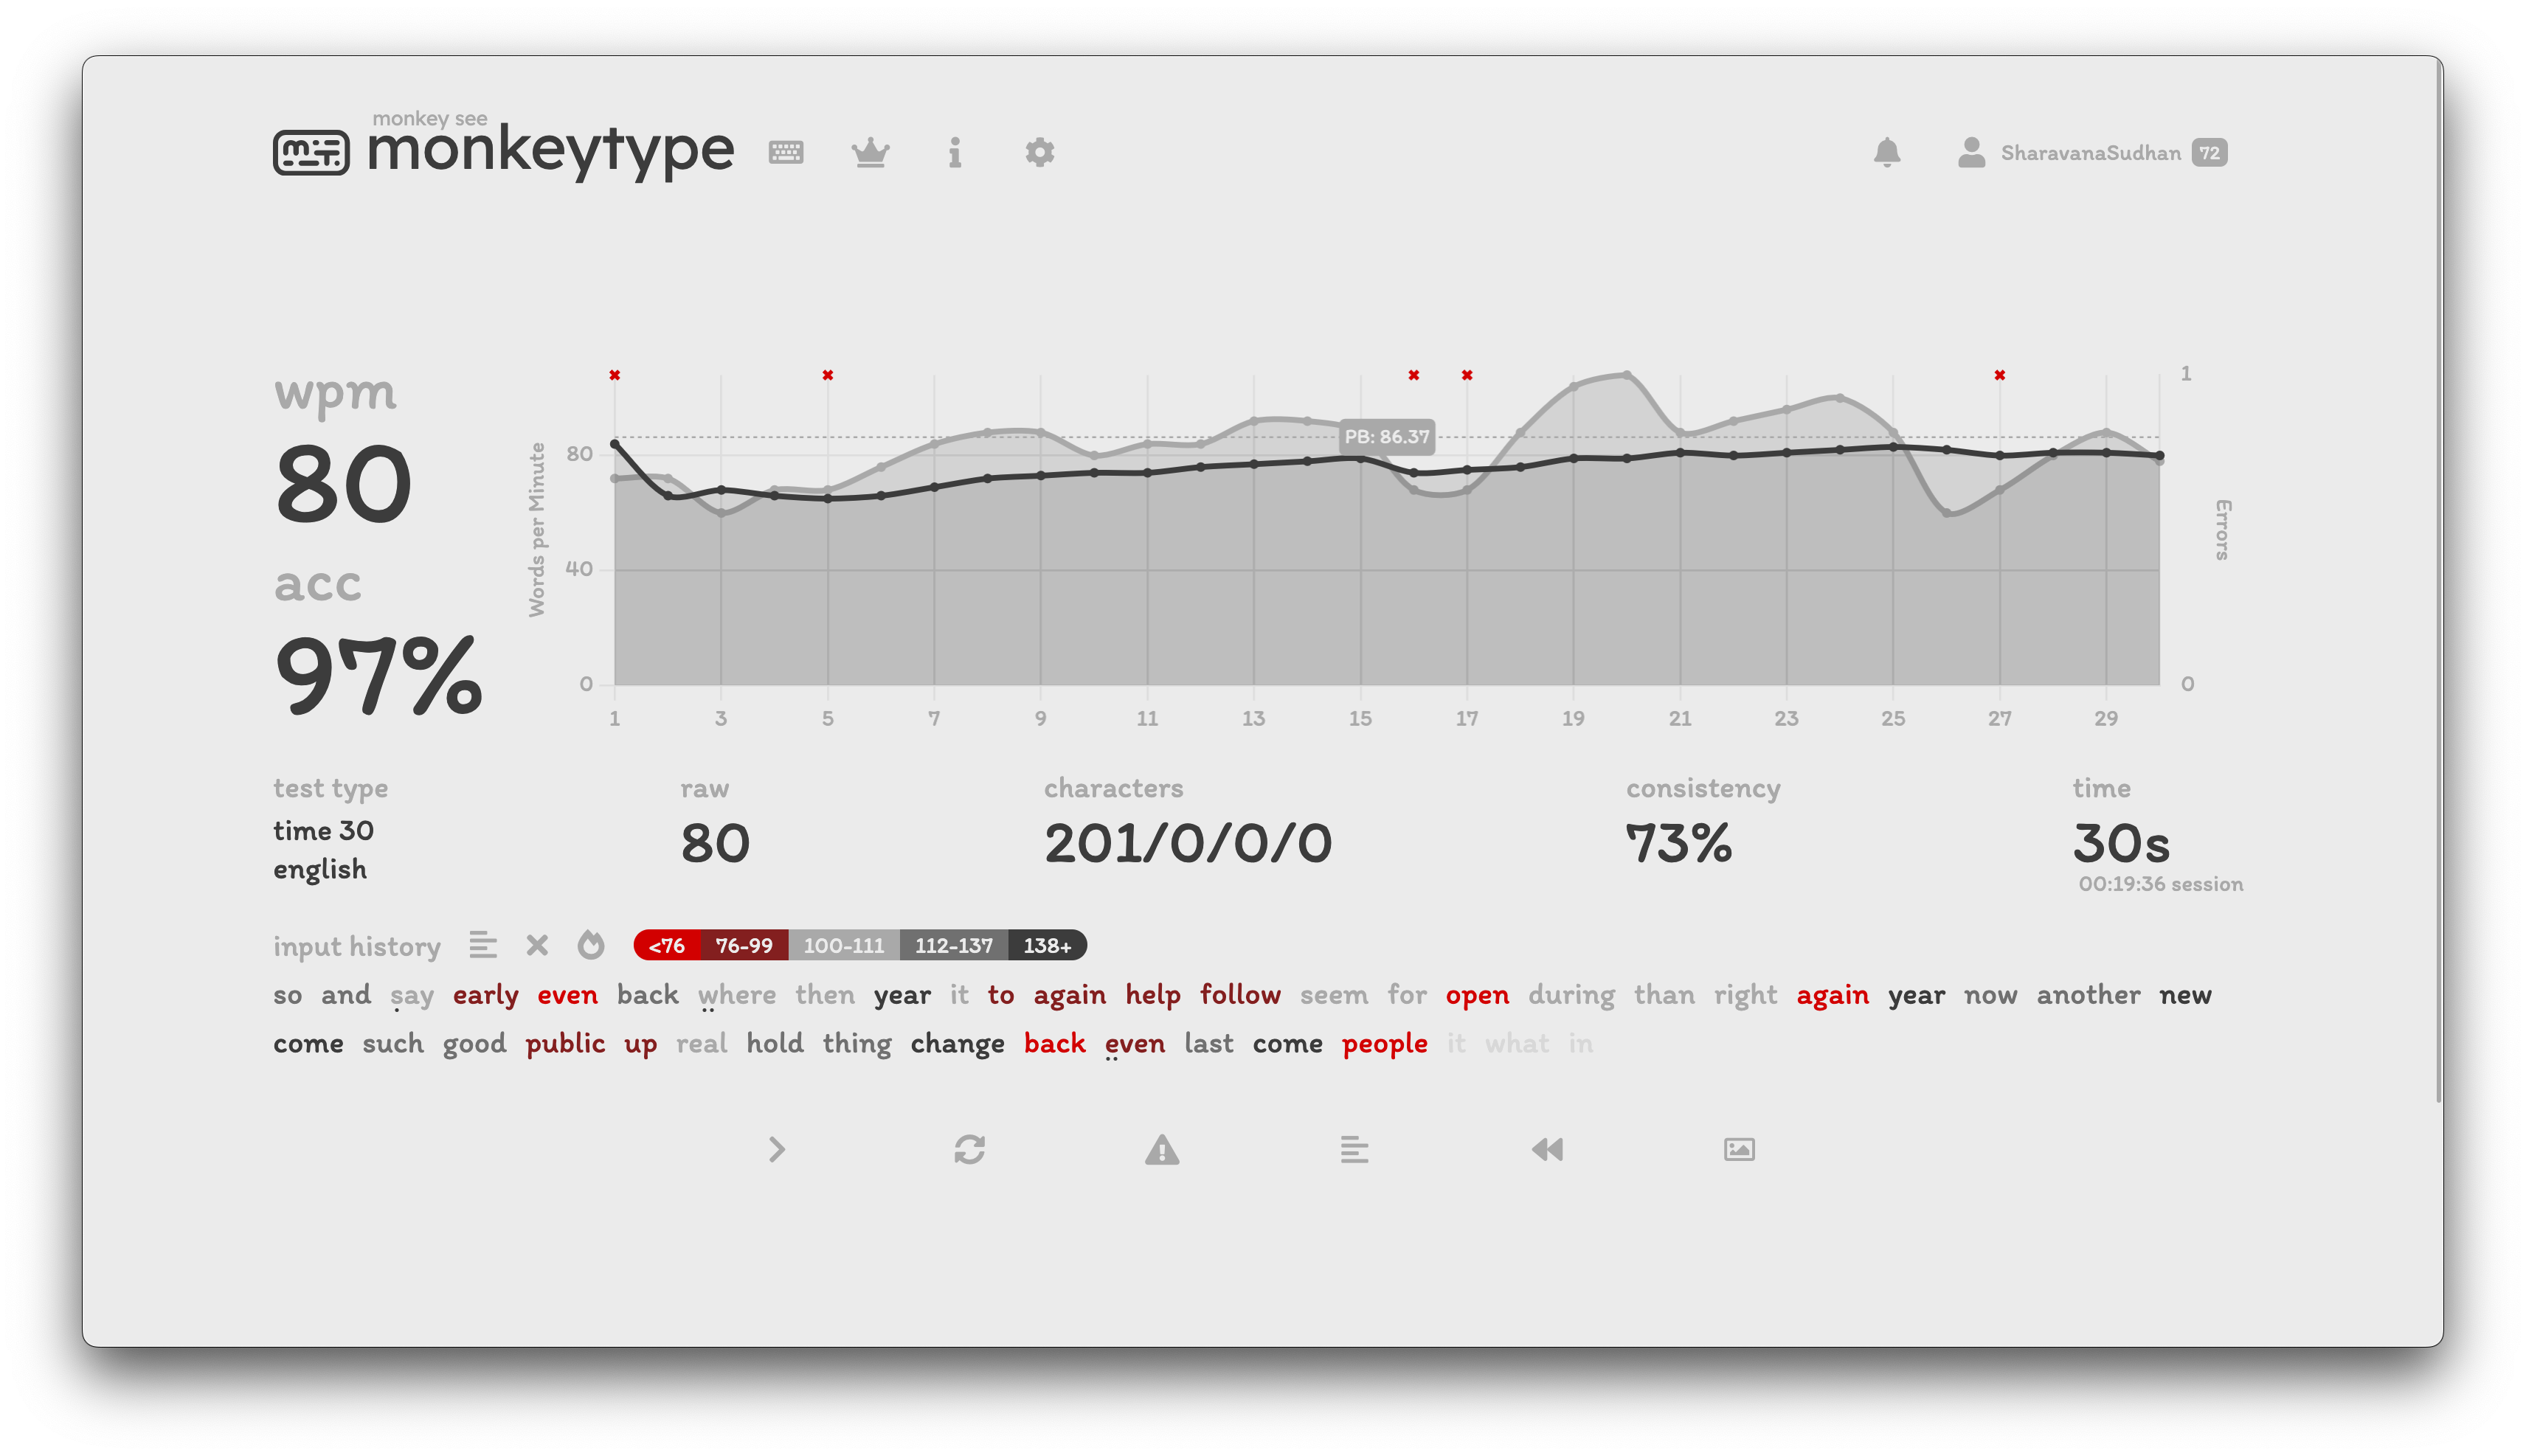 monkey see
monkeytype
SharavanaSudhan 72
wpm
80
acc
97%
Words per Minute
80
40
0
PB: 86.37
1
0
Errors
1 3 5 7 9 11 13 15 17 19 21 23 25 27 29
test type
time 30
english
raw
80
characters
201/0/0/0
consistency
73%
time
30s
00:19:36 session
input history <76 76-99 100-111 112-137 138+
so and say early even back where then year it to again help follow seem for open during than right again year now another new
come such good public up real hold thing change back even last come people it what in